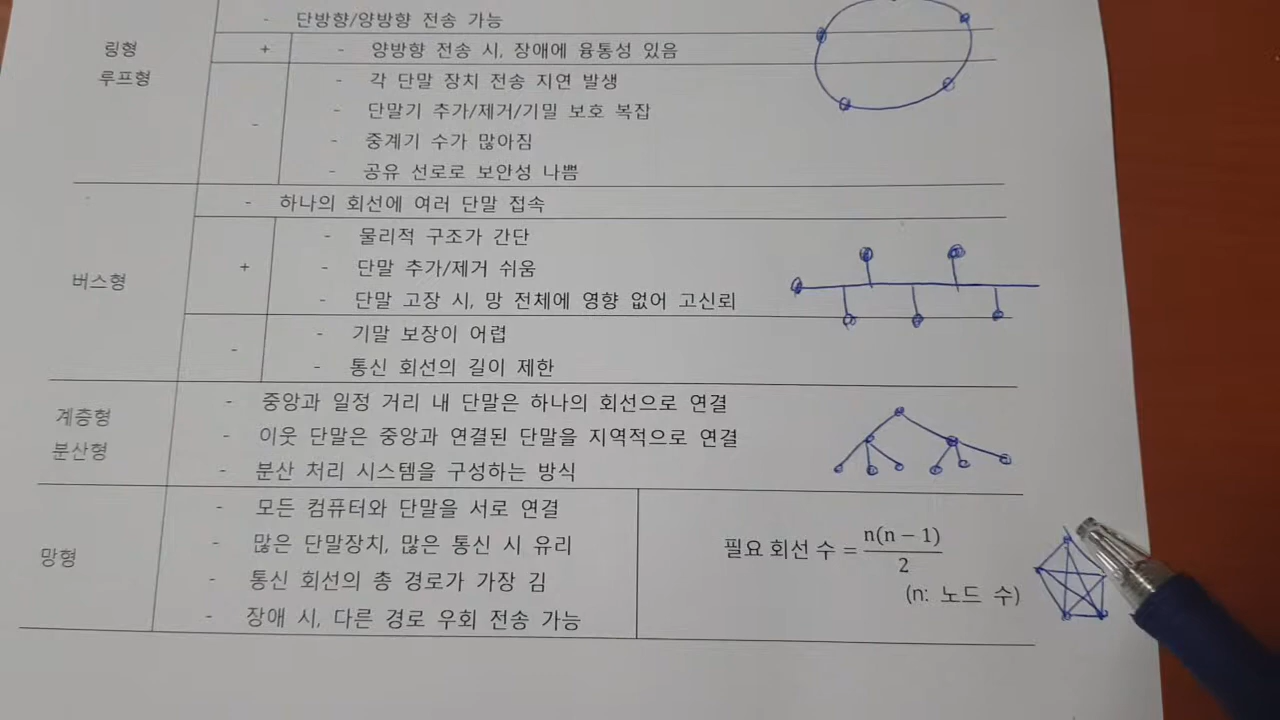 - 단방향/양방향 전송 가능
링형
루프형
+
- 양방향 전송 시, 장애에 융통성 있음
-
- 각 단말 장치 전송 지연 발생
- 단말기 추가/제거/기밀 보호 복잡
- 중계기 수가 많아짐
- 공유 선로로 보안성 나쁨
버스형
- 하나의 회선에 여러 단말 접속
+
- 물리적 구조가 간단
- 단말 추가/제거 쉬움
- 단말 고장 시, 망 전체에 영향 없어 고신뢰
-
- 기말 보장이 어렵
- 통신 회선의 길이 제한
계층형
분산형
- 중앙과 일정 거리 내 단말은 하나의 회선으로 연결
- 이웃 단말은 중앙과 연결된 단말을 지역적으로 연결
- 분산 처리 시스템을 구성하는 방식
망형
- 모든 컴퓨터와 단말을 서로 연결
- 많은 단말장치, 많은 통신 시 유리
- 통신 회선의 총 경로가 가장 김
- 장애 시, 다른 경로 우회 전송 가능
필요 회선 수 = n(n − 1)/2
(n: 노드 수)